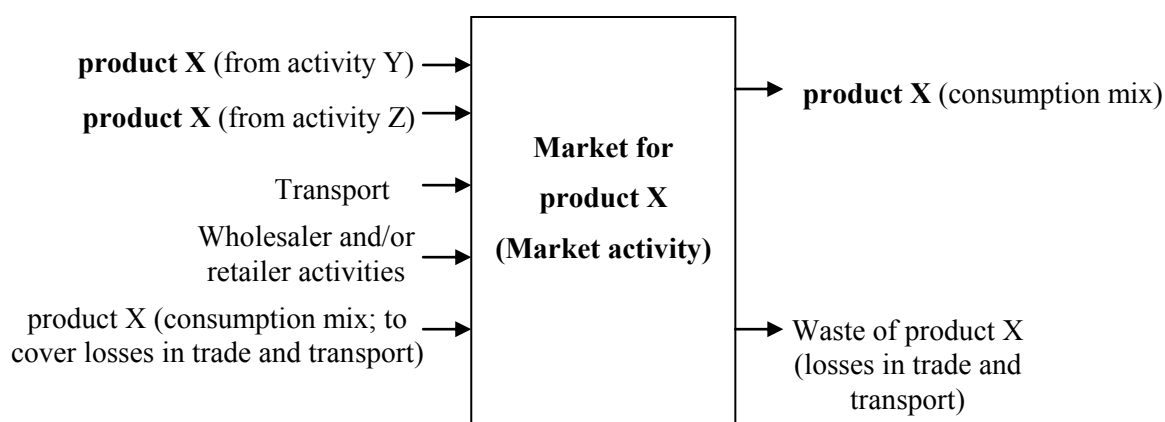 product X (from activity Y)
product X (from activity Z)
Transport
Wholesaler and/or
retailer activities
product X (consumption mix; to
cover losses in trade and transport)
Market for
product X
(Market activity)
product X (consumption mix)
Waste of product X
(losses in trade and
transport)